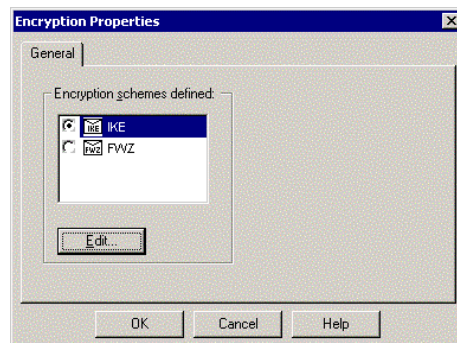 Encryption Properties
General
Encryption schemes defined:
IKE IKE
FWZ FWZ
Edit...
OK Cancel Help